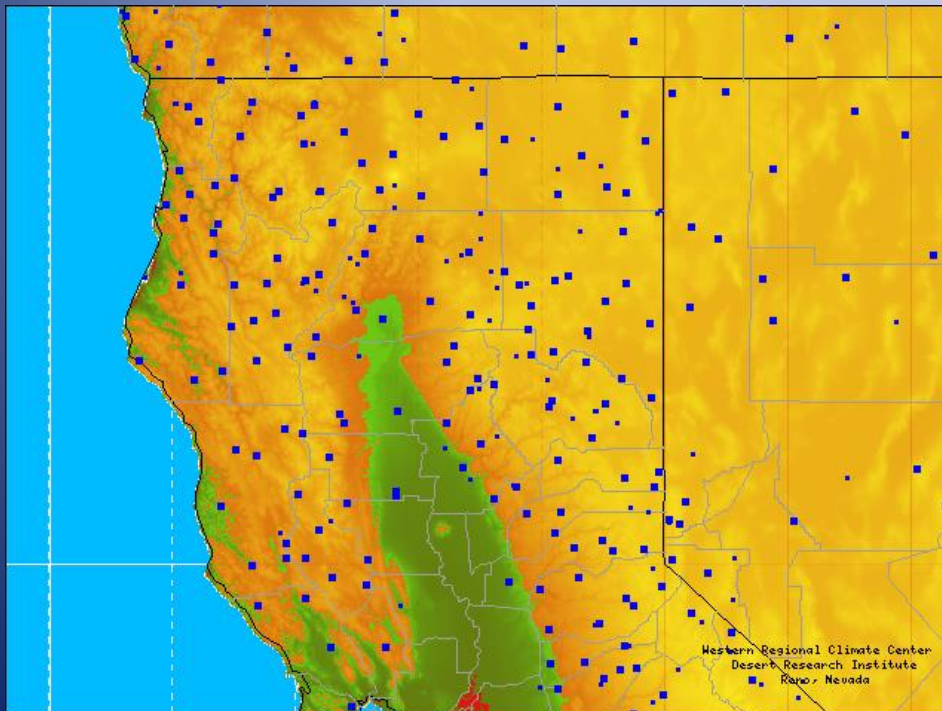 Western Regional Climate Center
Desert Research Institute
Reno, Nevada